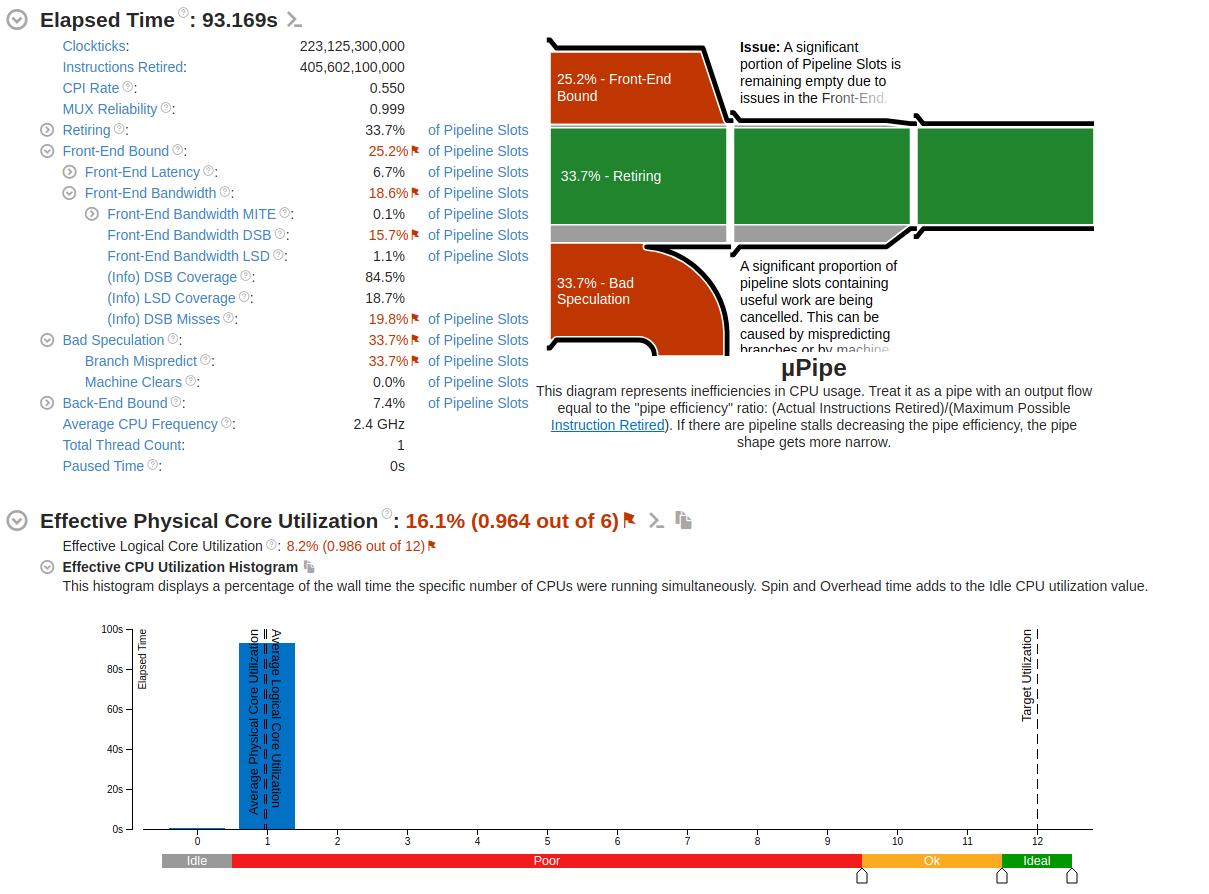 Elapsed Time: 93.169s
Clockticks: 223,125,300,000
Instructions Retired: 405,602,100,000
CPI Rate: 0.550
MUX Reliability: 0.999
Retiring: 33.7% of Pipeline Slots
Front-End Bound: 25.2% of Pipeline Slots
Front-End Latency: 6.7% of Pipeline Slots
Front-End Bandwidth: 18.6% of Pipeline Slots
Front-End Bandwidth MITE: 0.1% of Pipeline Slots
Front-End Bandwidth DSB: 15.7% of Pipeline Slots
Front-End Bandwidth LSD: 1.1% of Pipeline Slots
(Info) DSB Coverage: 84.5%
(Info) LSD Coverage: 18.7%
(Info) DSB Misses: 19.8% of Pipeline Slots
Bad Speculation: 33.7% of Pipeline Slots
Branch Mispredict: 33.7% of Pipeline Slots
Machine Clears: 0.0% of Pipeline Slots
Back-End Bound: 7.4% of Pipeline Slots
Average CPU Frequency: 2.4 GHz
Total Thread Count: 1
Paused Time: 0s
25.2% - Front-End
Bound
Issue: A significant
portion of Pipeline Slots is
remaining empty due to
issues in the Front-End.
33.7% - Retiring
33.7% - Bad
Speculation
A significant proportion of
pipeline slots containing
useful work are being
cancelled. This can be
caused by mispredicting
branches or by machine
µPipe
This diagram represents inefficiencies in CPU usage. Treat it as a pipe with an output flow
equal to the "pipe efficiency" ratio: (Actual Instructions Retired)/(Maximum Possible
Instruction Retired). If there are pipeline stalls decreasing the pipe efficiency, the pipe
shape gets more narrow.
Effective Physical Core Utilization: 16.1% (0.964 out of 6)
Effective Logical Core Utilization: 8.2% (0.986 out of 12)
Effective CPU Utilization Histogram
This histogram displays a percentage of the wall time the specific number of CPUs were running simultaneously. Spin and Overhead time adds to the Idle CPU utilization value.
100s
80s
60s
40s
20s
0s
Elapsed Time
Average Physical Core Utilization
Average Logical Core Utilization
Target Utilization
0 1 2 3 4 5 6 7 8 9 10 11 12
Idle Poor Ok Ideal